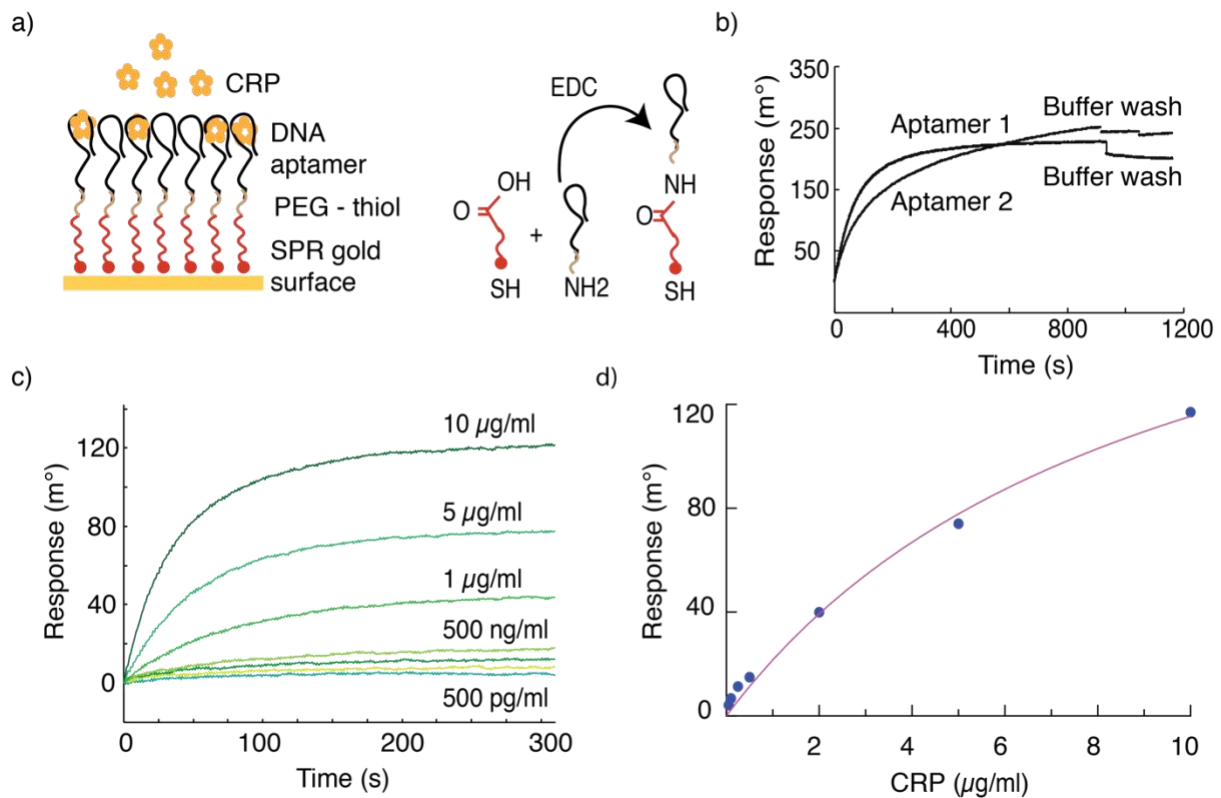 a)
CRP
DNA
aptamer
PEG - thiol
SPR gold
surface
EDC
OH
O
+
SH
NH2
NH
O
SH
b)
Response (m°)
350
250
150
50
Aptamer 1
Aptamer 2
Buffer wash
Buffer wash
0
400
800
1200
Time (s)
c)
Response (m°)
120
80
40
0
10 µg/ml
5 µg/ml
1 µg/ml
500 ng/ml
500 pg/ml
0
100
200
300
Time (s)
d)
Response (m°)
120
80
40
0
2
4
6
8
10
CRP (µg/ml)